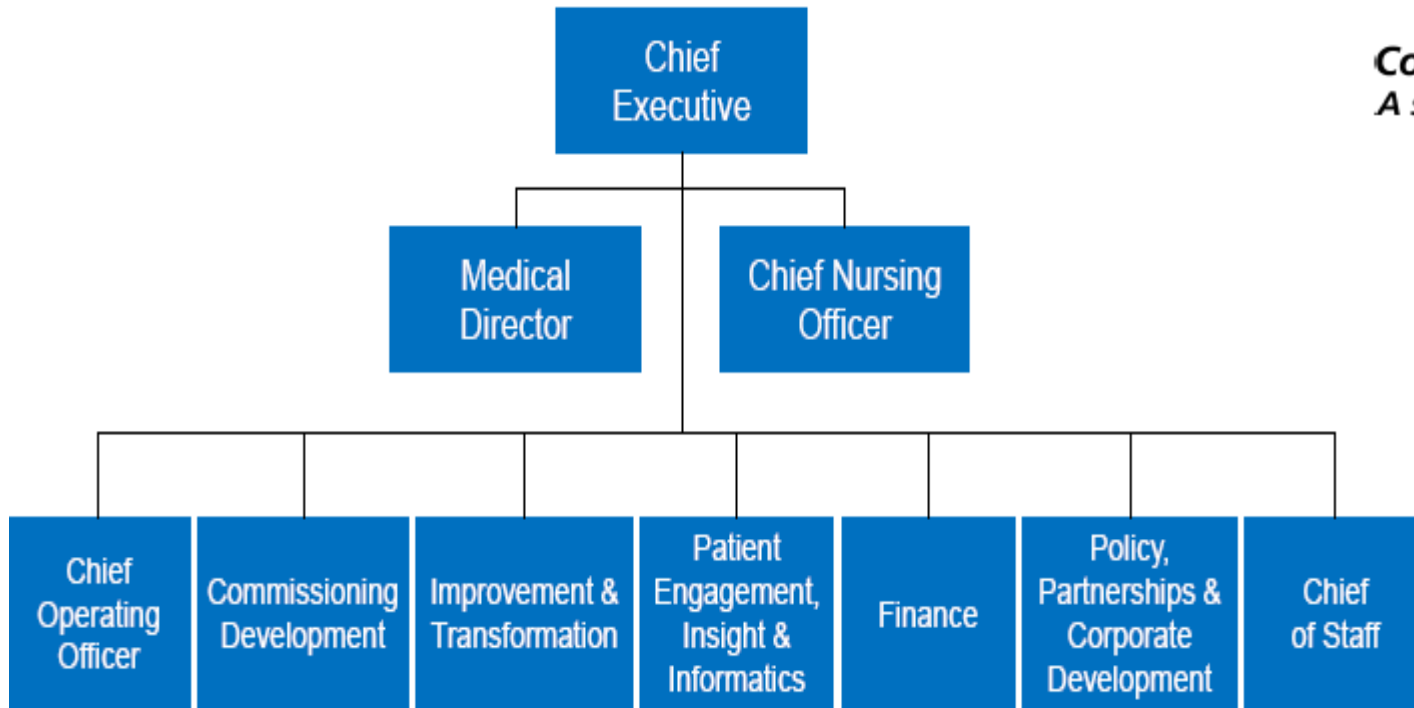 Chief
Executive
A
Medical
Director
Chief Nursing
Officer
Chief
Operating
Officer
Commissioning
Development
Improvement &
Transformation
Patient
Engagement,
Insight &
Informatics
Finance
Policy,
Partnerships &
Corporate
Development
Chief
of Staff